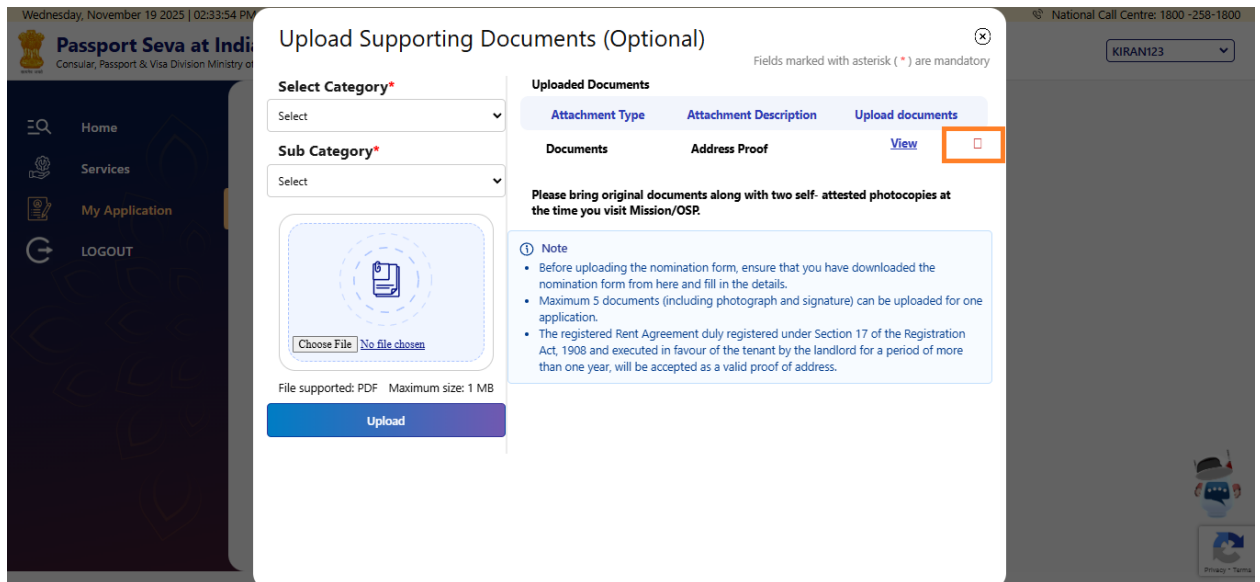 Wednesday, November 19 2025 | 02:33:54 PM
National Call Centre: 1800 -258-1800
Passport Seva at Indi
Consular, Passport & Visa Division Ministry of
KIRAN123
Home
Services
My Application
LOGOUT
Upload Supporting Documents (Optional)
Fields marked with asterisk ( * ) are mandatory
Select Category*
Select
Sub Category*
Select
Choose File No file chosen
File supported: PDF Maximum size: 1 MB
Upload
Uploaded Documents
Attachment Type Attachment Description Upload documents
Documents Address Proof View
Please bring original documents along with two self- attested photocopies at
the time you visit Mission/OSP.
Note
• Before uploading the nomination form, ensure that you have downloaded the
nomination form from here and fill in the details.
• Maximum 5 documents (including photograph and signature) can be uploaded for one
application.
• The registered Rent Agreement duly registered under Section 17 of the Registration
Act, 1908 and executed in favour of the tenant by the landlord for a period of more
than one year, will be accepted as a valid proof of address.
Privacy • Terms